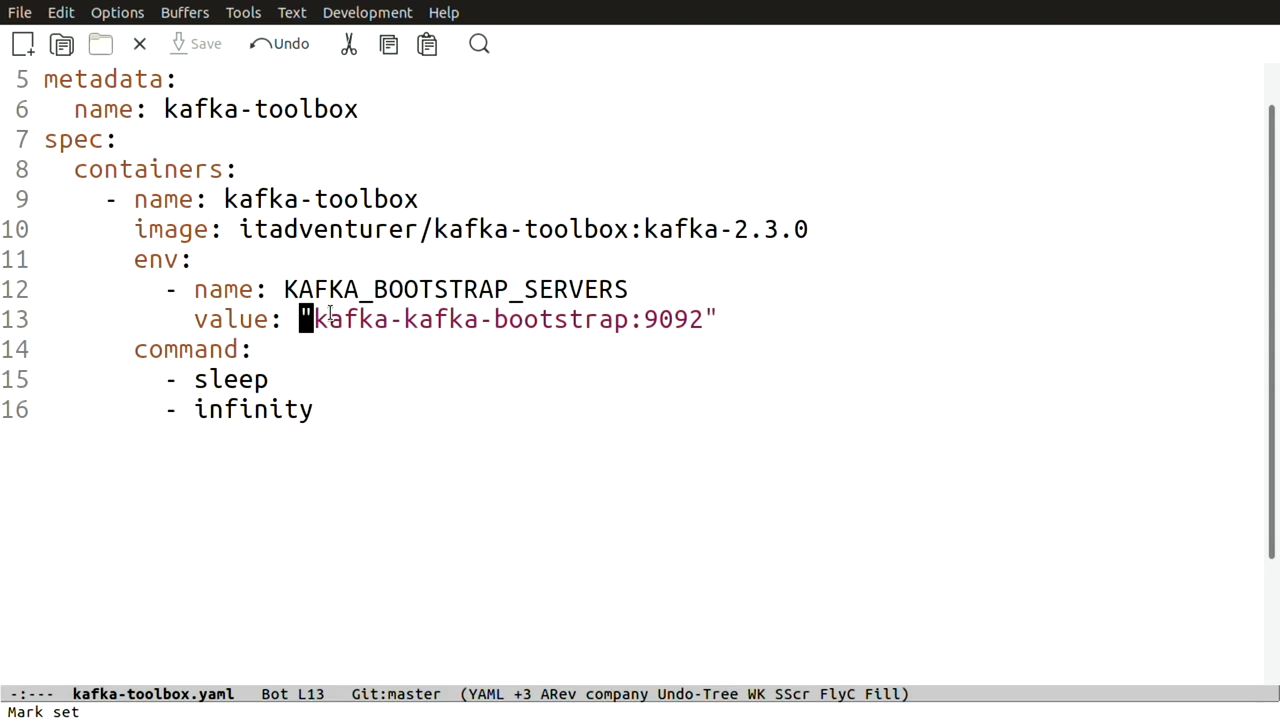 File Edit Options Buffers Tools Text Development Help
Save Undo
5 metadata:
6 name: kafka-toolbox
7 spec:
8 containers:
9 - name: kafka-toolbox
10 image: itadventurer/kafka-toolbox:kafka-2.3.0
11 env:
12 - name: KAFKA_BOOTSTRAP_SERVERS
13 value: "kafka-kafka-bootstrap:9092"
14 command:
15 - sleep
16 - infinity
-:--- kafka-toolbox.yaml Bot L13 Git:master (YAML +3 ARev company Undo-Tree WK SScr FlyC Fill)
Mark set